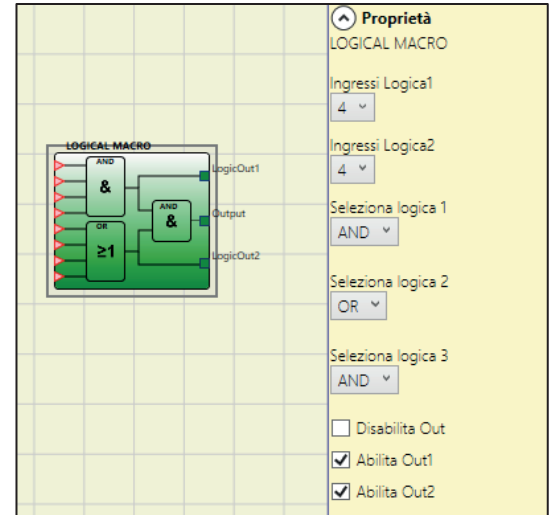 LOGICAL MACRO
AND
&
OR
≥1
AND
&
LogicOut1
Output
LogicOut2
Proprietà
LOGICAL MACRO
Ingressi Logica1
4
Ingressi Logica2
4
Seleziona logica 1
AND
Seleziona logica 2
OR
Seleziona logica 3
AND
Disabilita Out
Abilita Out1
Abilita Out2